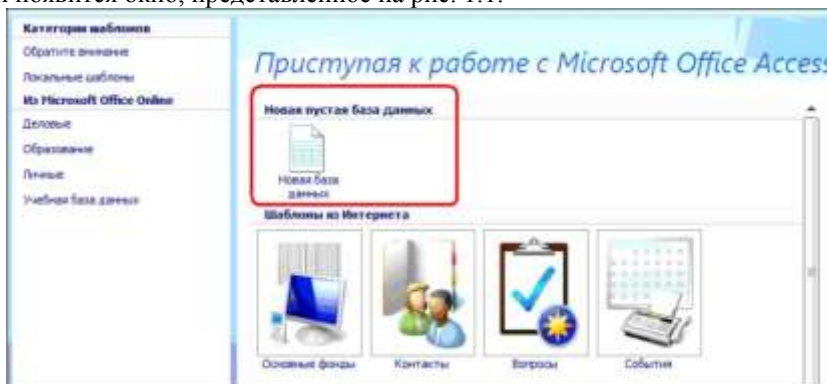 появится окно, представленное на рис. 1.1.
Категории шаблонов
Обратите внимание
Локальные шаблоны
Из Microsoft Office Online
Деловые
Образование
Личные
Учебная база данных
Приступая к работе с Microsoft Office Access
Новая пустая база данных
Новая база
данных
Шаблоны из Интернета
Основные фонды
Контакты
Вопросы
События